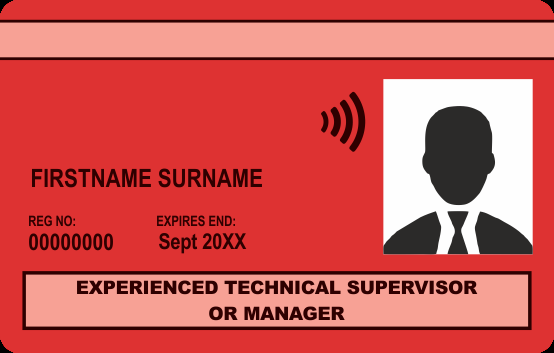 FIRSTNAME SURNAME
REG NO: EXPIRES END:
00000000 Sept 20XX
EXPERIENCED TECHNICAL SUPERVISOR
OR MANAGER